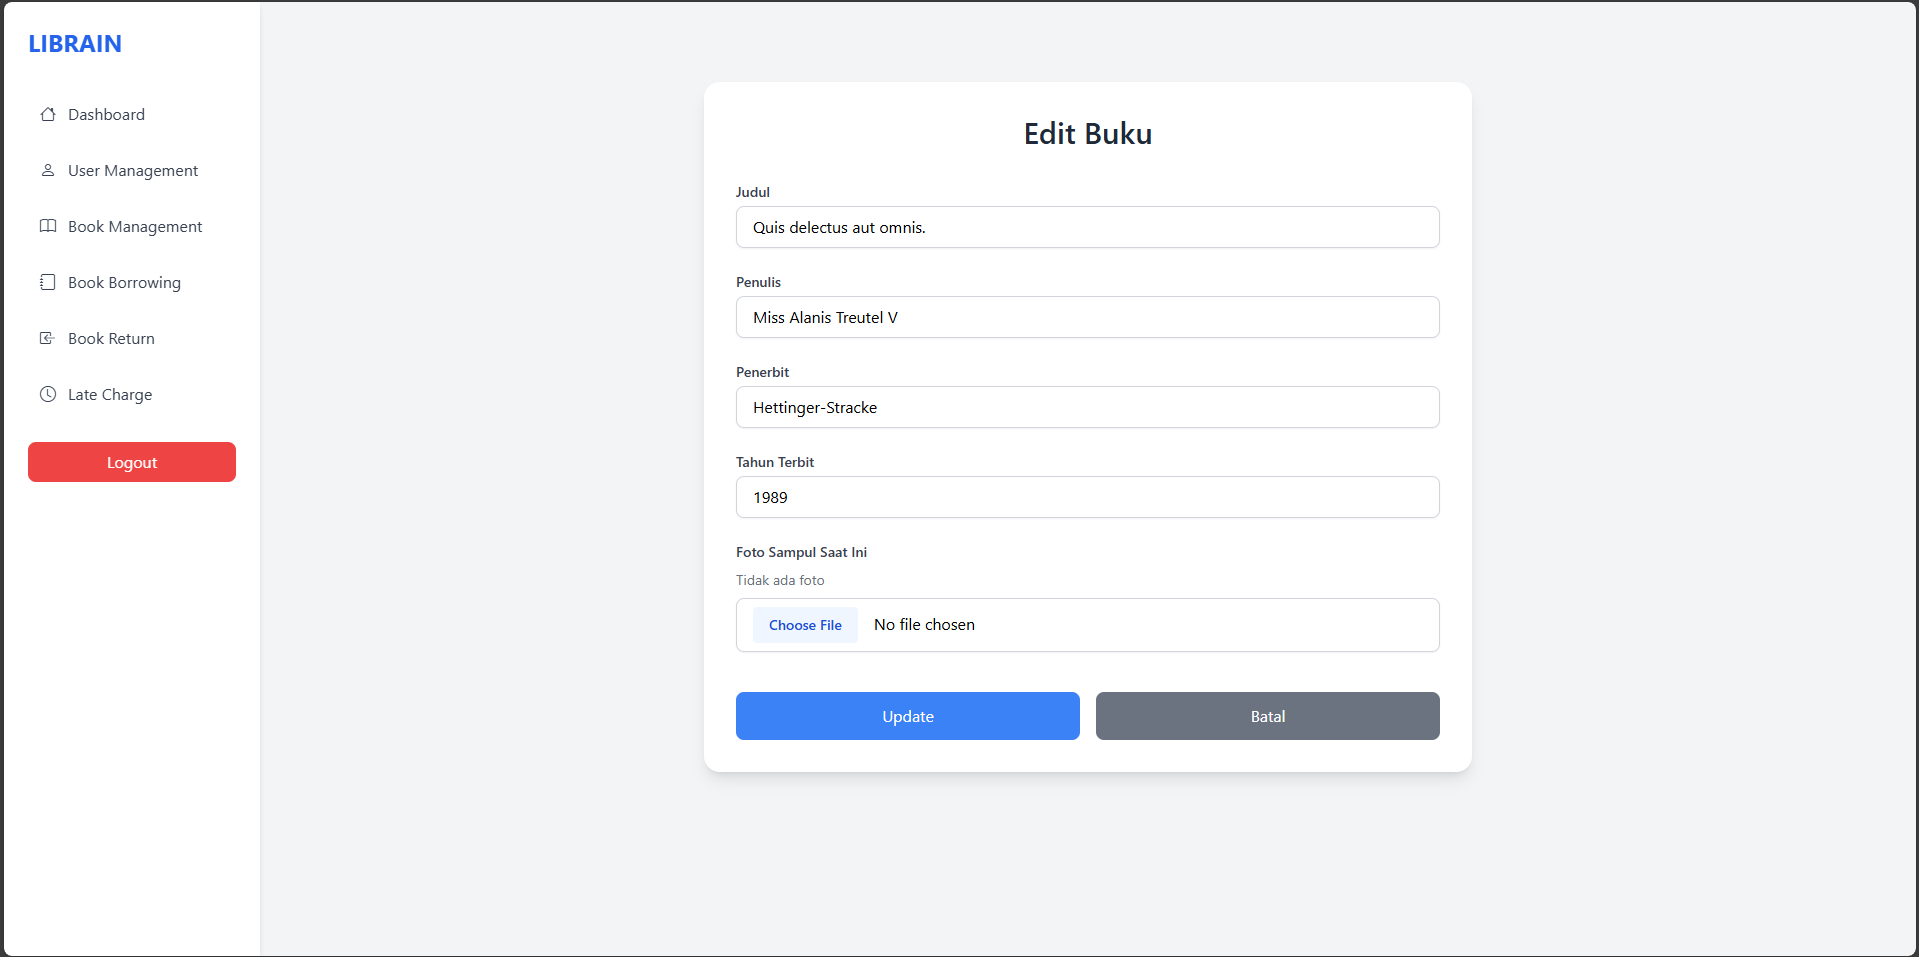 LIBRAIN
Dashboard
User Management
Book Management
Book Borrowing
Book Return
Late Charge
Logout
Edit Buku
Judul
Quis delectus aut omnis.
Penulis
Miss Alanis Treutel V
Penerbit
Hettinger-Stracke
Tahun Terbit
1989
Foto Sampul Saat Ini
Tidak ada foto
Choose File No file chosen
Update Batal